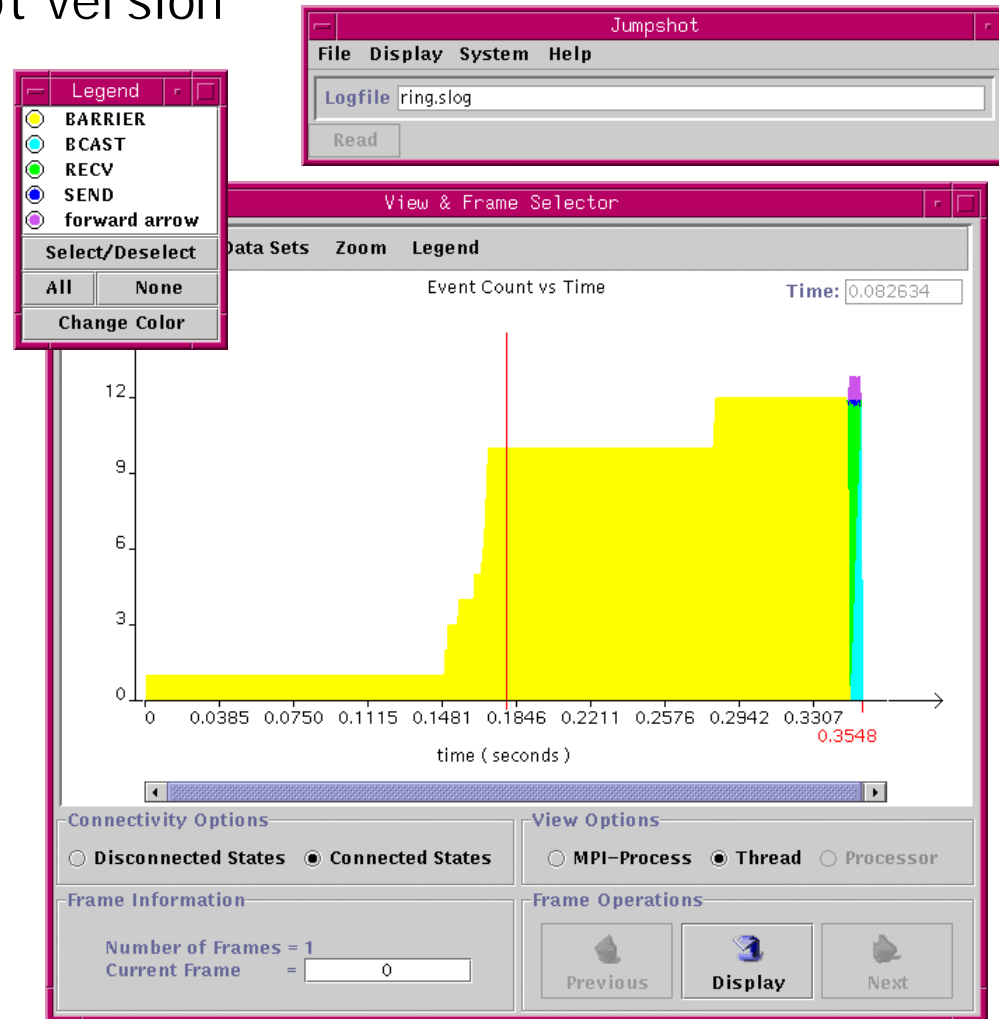 version
Jumpshot
File Display System Help
Logfile ring.slog
Read
Legend
BARRIER
BCAST
RECV
SEND
forward arrow
Select/Deselect
All None
Change Color
View & Frame Selector
Data Sets Zoom Legend
Event Count vs Time
Time: 0.082634
12
9
6
3
0
0 0.0385 0.0750 0.1115 0.1481 0.1846 0.2211 0.2576 0.2942 0.3307
0.3548
time ( seconds )
Connectivity Options
Disconnected States Connected States
View Options
MPI-Process Thread Processor
Frame Information
Number of Frames = 1
Current Frame = 0
Frame Operations
Previous Display Next